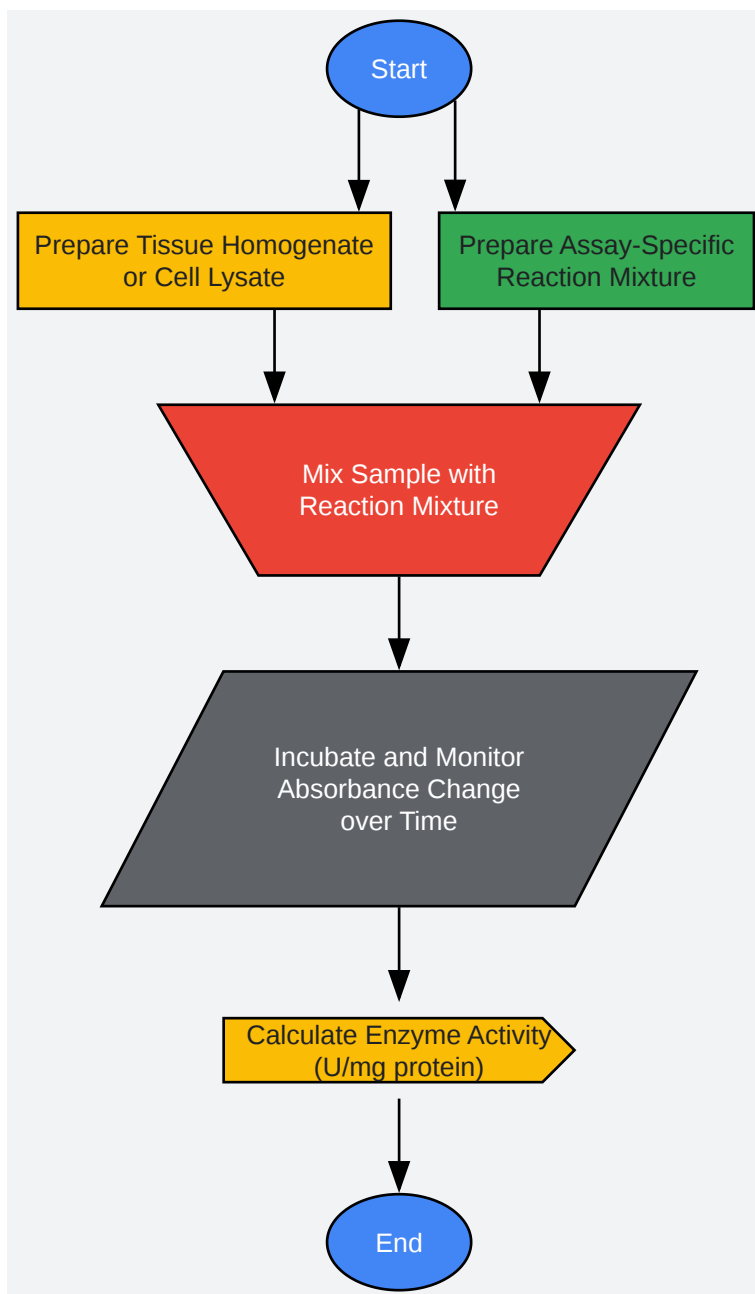 Start
Prepare Tissue Homogenate
or Cell Lysate
Prepare Assay-Specific
Reaction Mixture
Mix Sample with
Reaction Mixture
Incubate and Monitor
Absorbance Change
over Time
Calculate Enzyme Activity
(U/mg protein)
End